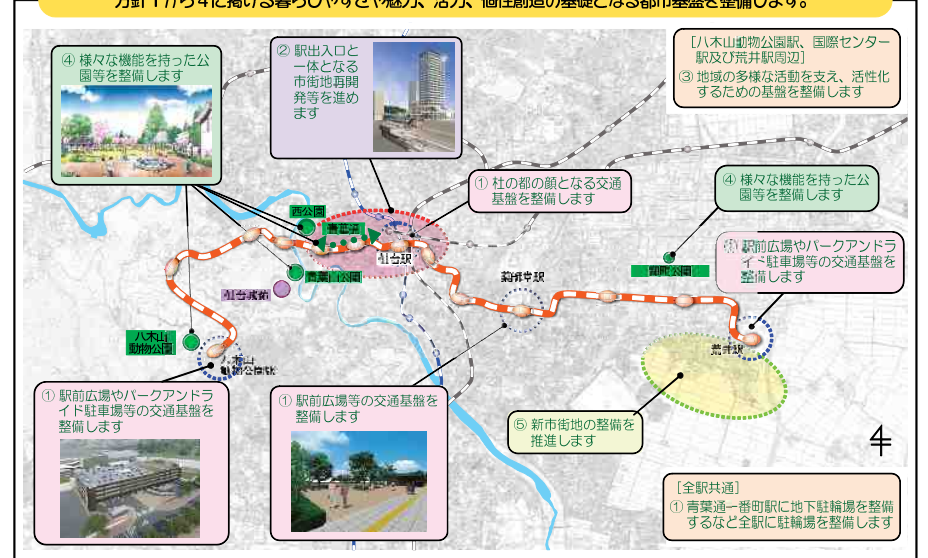 方針1から4に掲げる暮らしやすさや魅力、活力、個性創造の基礎となる都市基盤を整備します。
④ 様々な機能を持った公
園等を整備します
② 駅出入口と
一体となる
市街地再開
発等を進め
ます
[八木山動物公園駅、国際センター
駅及び荒井駅周辺]
③ 地域の多様な活動を支え、活性化
するための基盤を整備します
① 杜の都の顔となる交通
基盤を整備します
④ 様々な機能を持った公
園等を整備します
西公園
青葉通
仙台駅
青葉山公園
仙台城跡
薬師堂駅
① 駅前広場やパークアンドラ
イド駐車場等の交通基盤を
整備します
八木山
動物公園
八木山
動物公園駅
荒井駅
① 駅前広場やパークアンドラ
イド駐車場等の交通基盤を
整備します
① 駅前広場等の交通基盤を
整備します
⑤ 新市街地の整備を
推進します
[全駅共通]
① 青葉通一番町駅に地下駐輪場を整備
するなど全駅に駐輪場を整備します